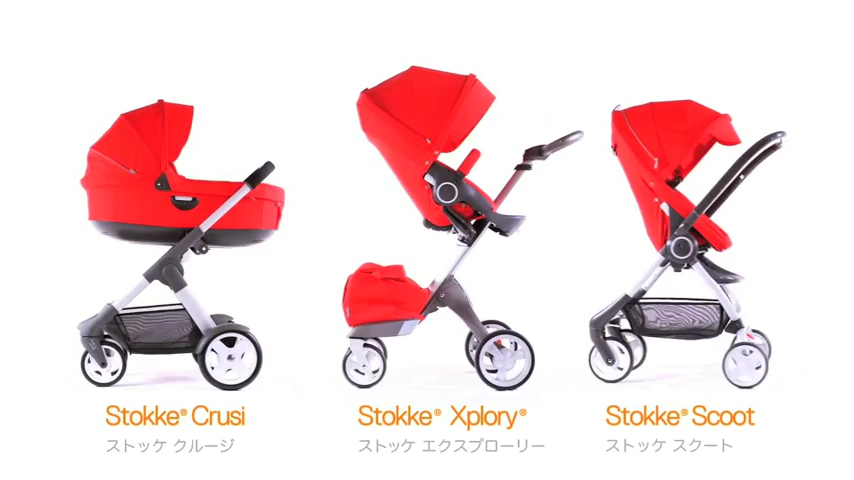 Stokke® Crusi
ストッケ クルージ
Stokke® Xplory®
ストッケ エクスプローリー
Stokke® Scoot
ストッケ スクート